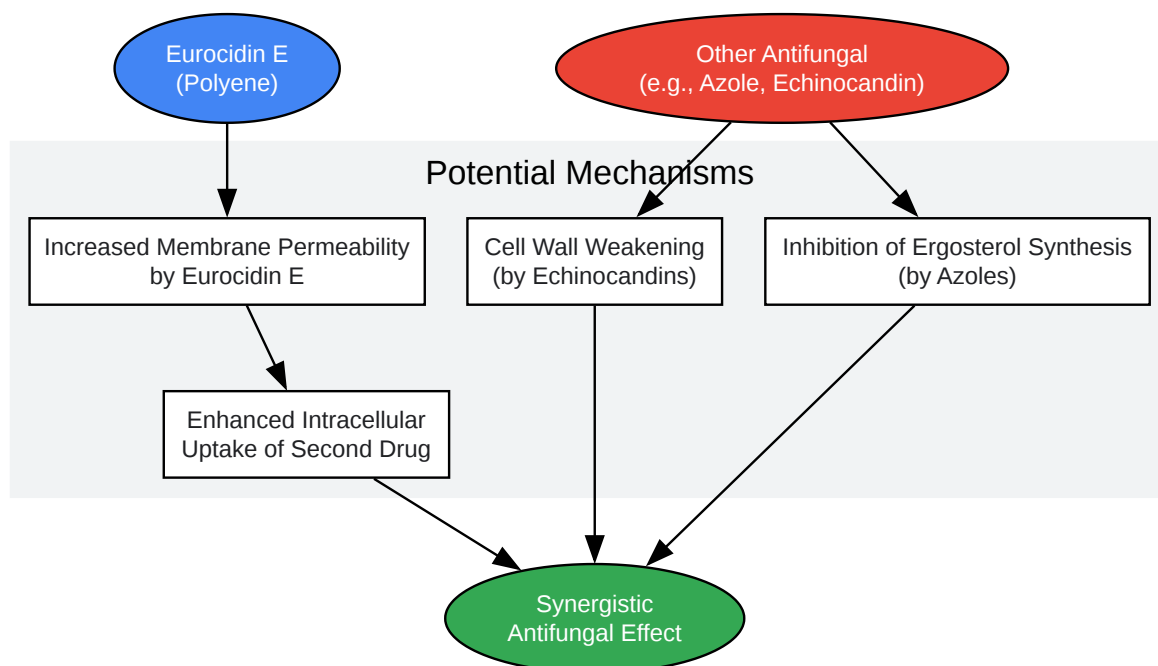 Eurocidin E
(Polyene)
Other Antifungal
(e.g., Azole, Echinocandin)
Potential Mechanisms
Increased Membrane Permeability
by Eurocidin E
Cell Wall Weakening
(by Echinocandins)
Inhibition of Ergosterol Synthesis
(by Azoles)
Enhanced Intracellular
Uptake of Second Drug
Synergistic
Antifungal Effect